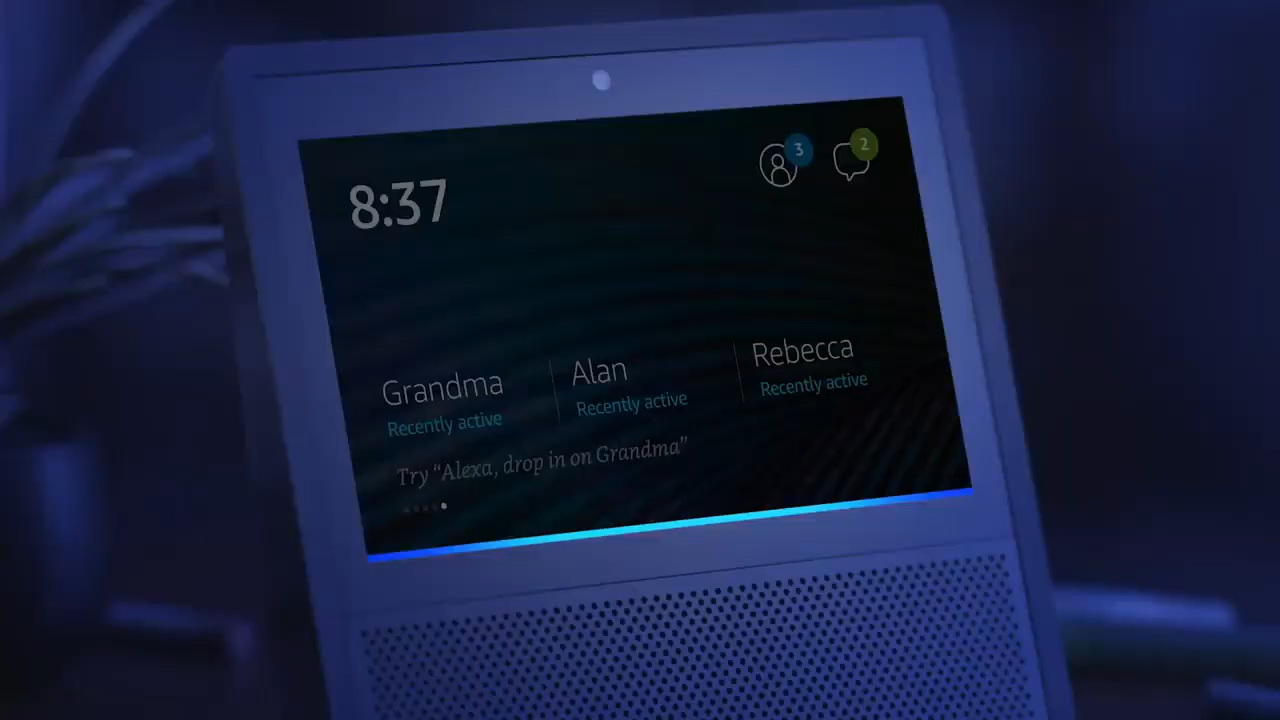 3
2
8:37
Grandma
Recently active
Alan
Recently active
Rebecca
Recently active
Try “Alexa, drop in on Grandma”